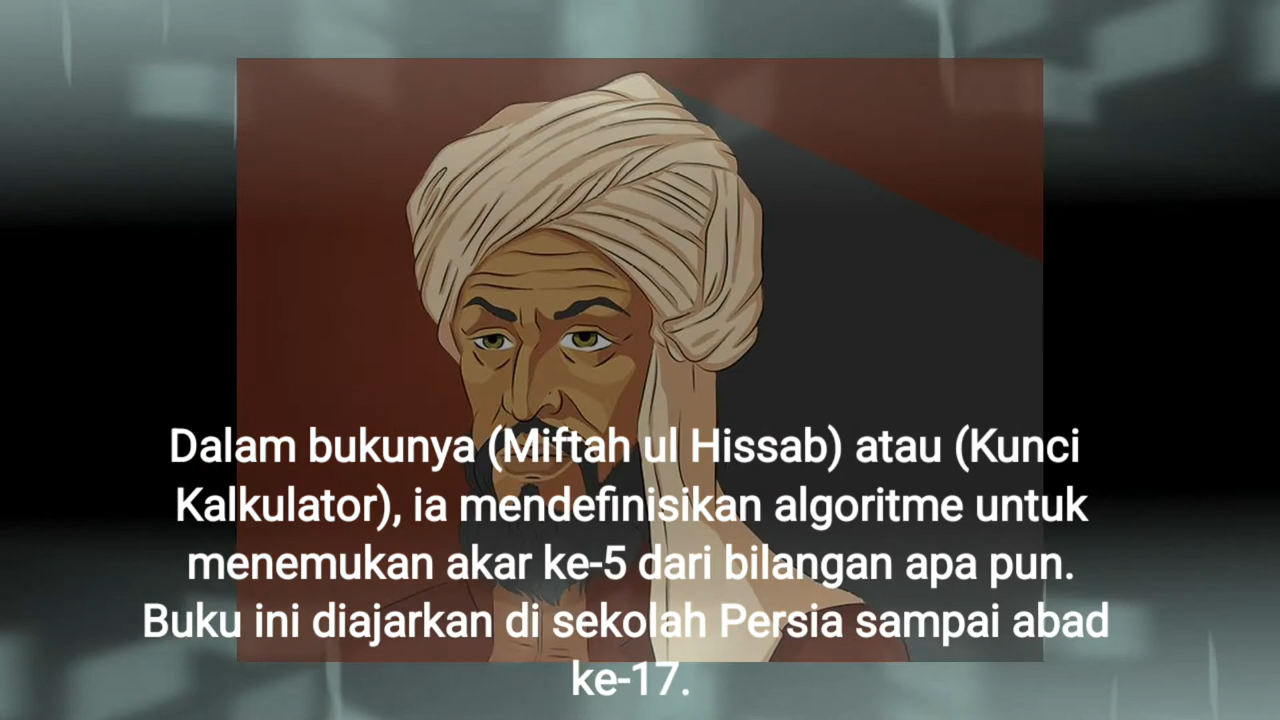 Dalam bukunya (Miftah ul Hissab) atau (Kunci
Kalkulator), ia mendefinisikan algoritme untuk
menemukan akar ke-5 dari bilangan apa pun.
Buku ini diajarkan di sekolah Persia sampai abad
ke-17.